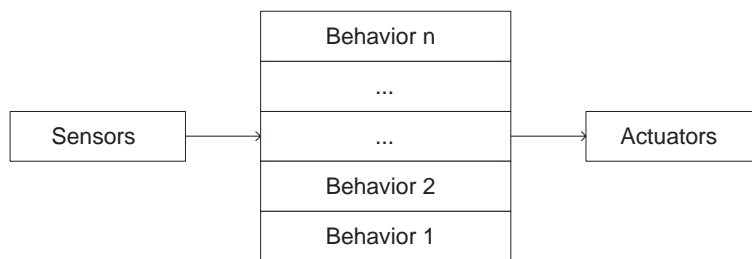 Behavior n
...
Sensors
...
Actuators
Behavior 2
Behavior 1